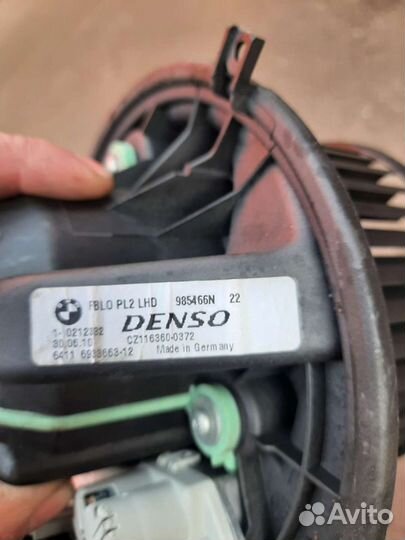 FBLO PL2 LHD 985466N 22
1- 0212382
DENSO
30.06.10
CZ116360-0372
6411 6933663-12 Made in Germany
Avito